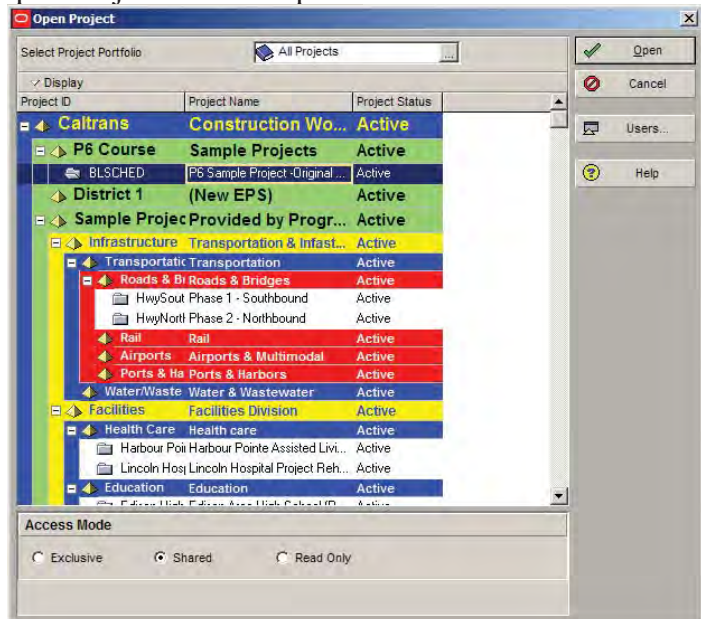 Open Project
Select Project Portfolio All Projects ... Open
Display Cancel
Project ID Project Name Project Status
Caltrans Construction Wo... Active Users...
P6 Course Sample Projects Active
BLSCHED P6 Sample Project -Original ... Active Help
District 1 (New EPS) Active
Sample Projec Provided by Progr... Active
Infrastructure Transportation & Infast... Active
Transportatic Transportation Active
Roads & Bi Roads & Bridges Active
HwySout Phase 1 - Southbound Active
HwyNortl Phase 2 - Northbound Active
Rail Rail Active
Airports Airports & Multimodal Active
Ports & Ha Ports & Harbors Active
Water/Waste Water & Wastewater Active
Facilities Facilities Division Active
Health Care Health care Active
Harbour Poi Harbour Pointe Assisted Livi... Active
Lincoln Hosp Lincoln Hospital Project Reh... Active
Education Education Active
Access Mode
Exclusive Shared Read Only